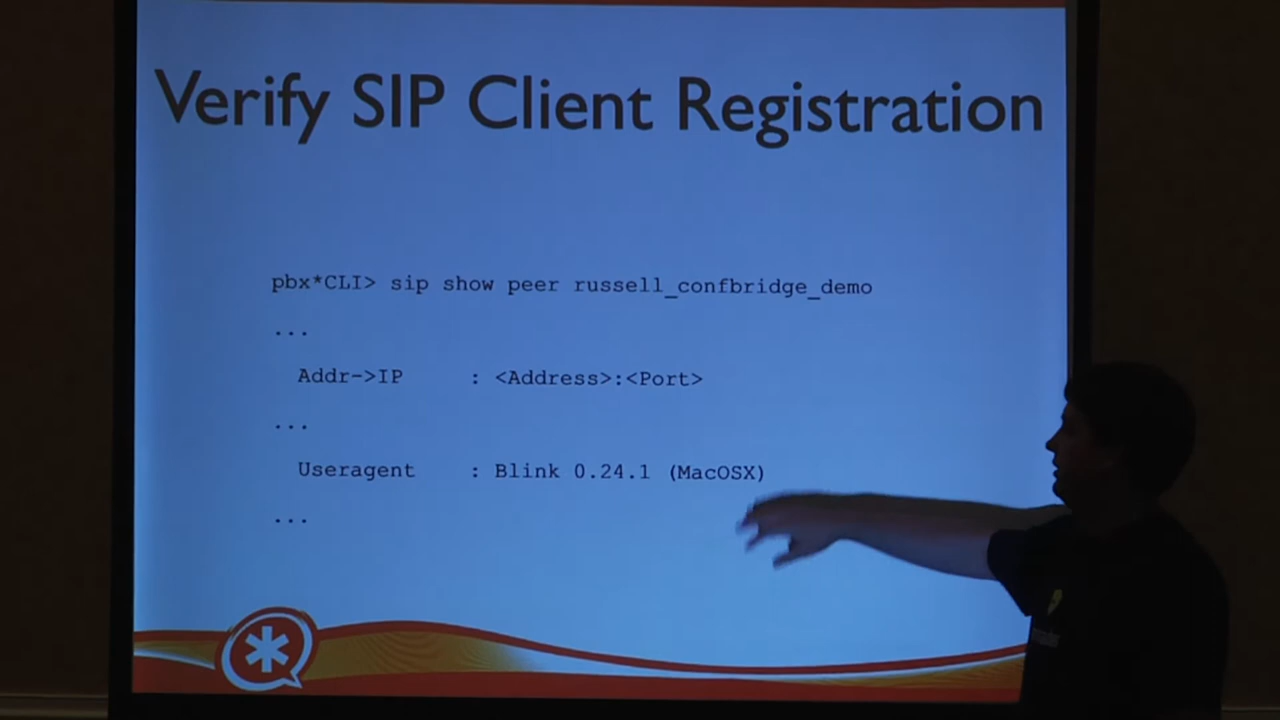 Verify SIP Client Registration
pbx*CLI> sip show peer russell_confbridge_demo
...
Addr->IP : <Address>:<Port>
...
Useragent : Blink 0.24.1 (MacOSX)
...